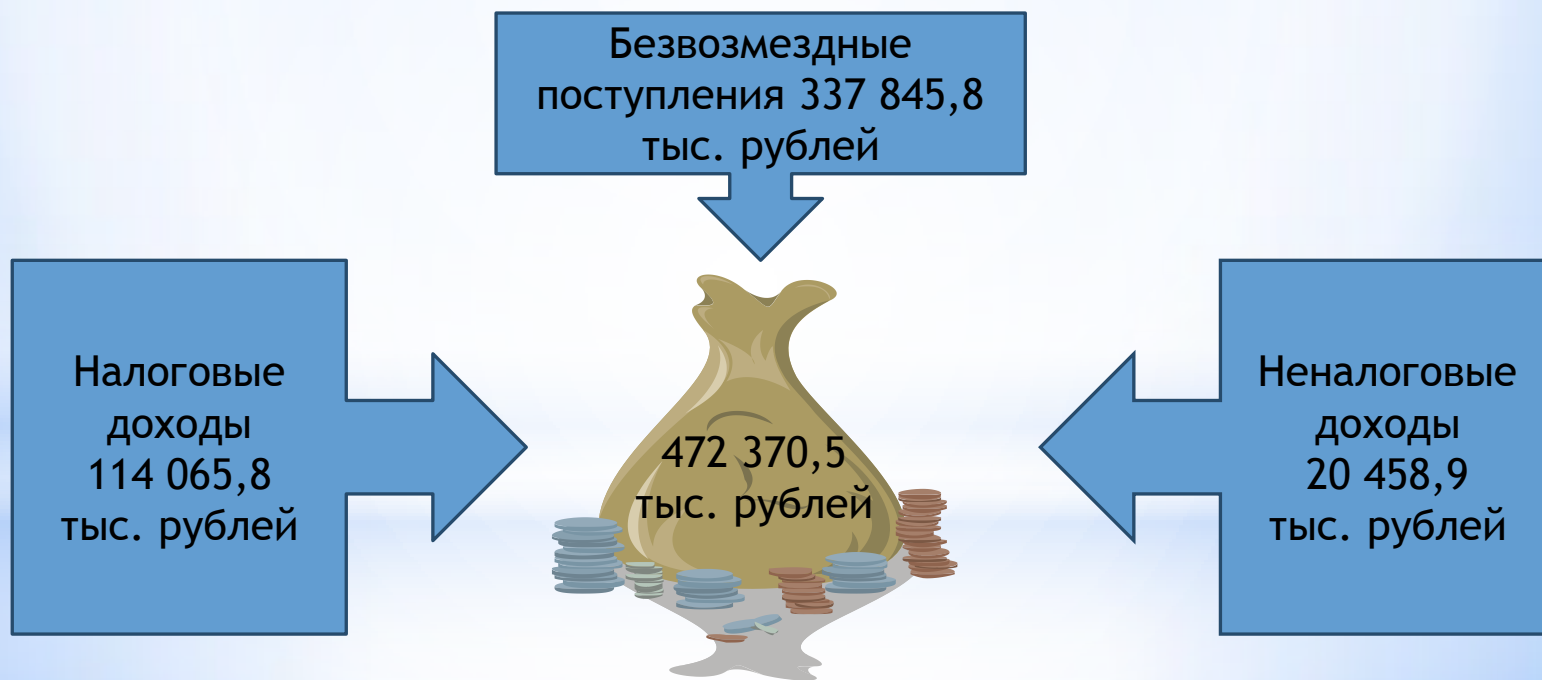 Безвозмездные
поступления 337 845,8
тыс. рублей
Налоговые
доходы
114 065,8
тыс. рублей
472 370,5
тыс. рублей
Неналоговые
доходы
20 458,9
тыс. рублей